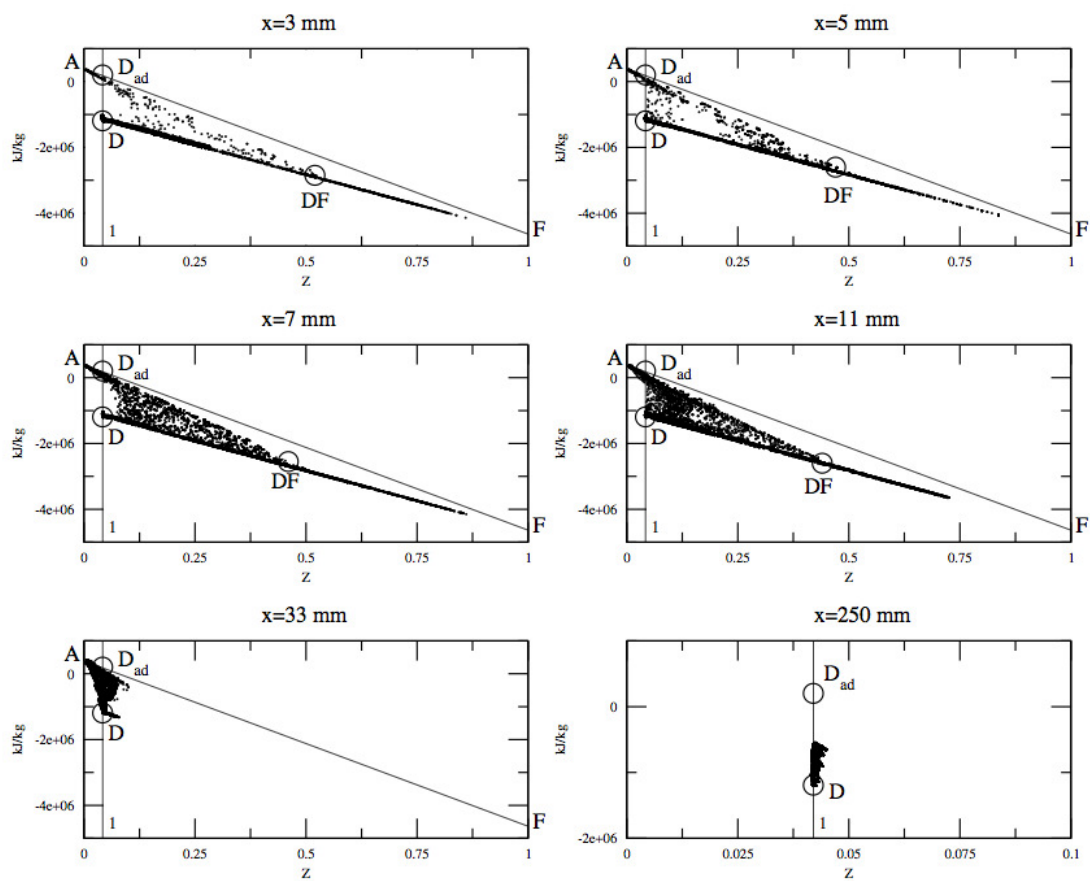 x=3 mm
A
D ad
0
kJ/kg
D
-2e+06
DF
-4e+06
1
F
0 0.25 0.5 0.75 1
Z
x=5 mm
A
D ad
0
kJ/kg
D
-2e+06
DF
-4e+06
1
F
0 0.25 0.5 0.75 1
Z
x=7 mm
A
D ad
0
kJ/kg
D
-2e+06
DF
-4e+06
1
F
0 0.25 0.5 0.75 1
Z
x=11 mm
A
D ad
0
kJ/kg
D
-2e+06
DF
-4e+06
1
F
0 0.25 0.5 0.75 1
Z
x=33 mm
A
D ad
0
kJ/kg
D
-2e+06
-4e+06
1
F
0 0.25 0.5 0.75 1
Z
x=250 mm
D ad
0
kJ/kg
D
1
-2e+06
0 0.025 0.05 0.075 0.1
Z